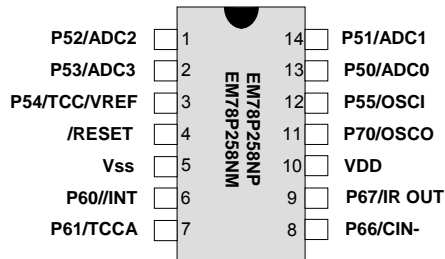 P52/ADC2 1 14 P51/ADC1
P53/ADC3 2 13 P50/ADC0
P54/TCC/VREF 3 12 P55/OSCI
/RESET 4 11 P70/OSCO
Vss 5 10 VDD
P60//INT 6 9 P67/IR OUT
P61/TCCA 7 8 P66/CIN-
EM78P258NP
EM78P258NM